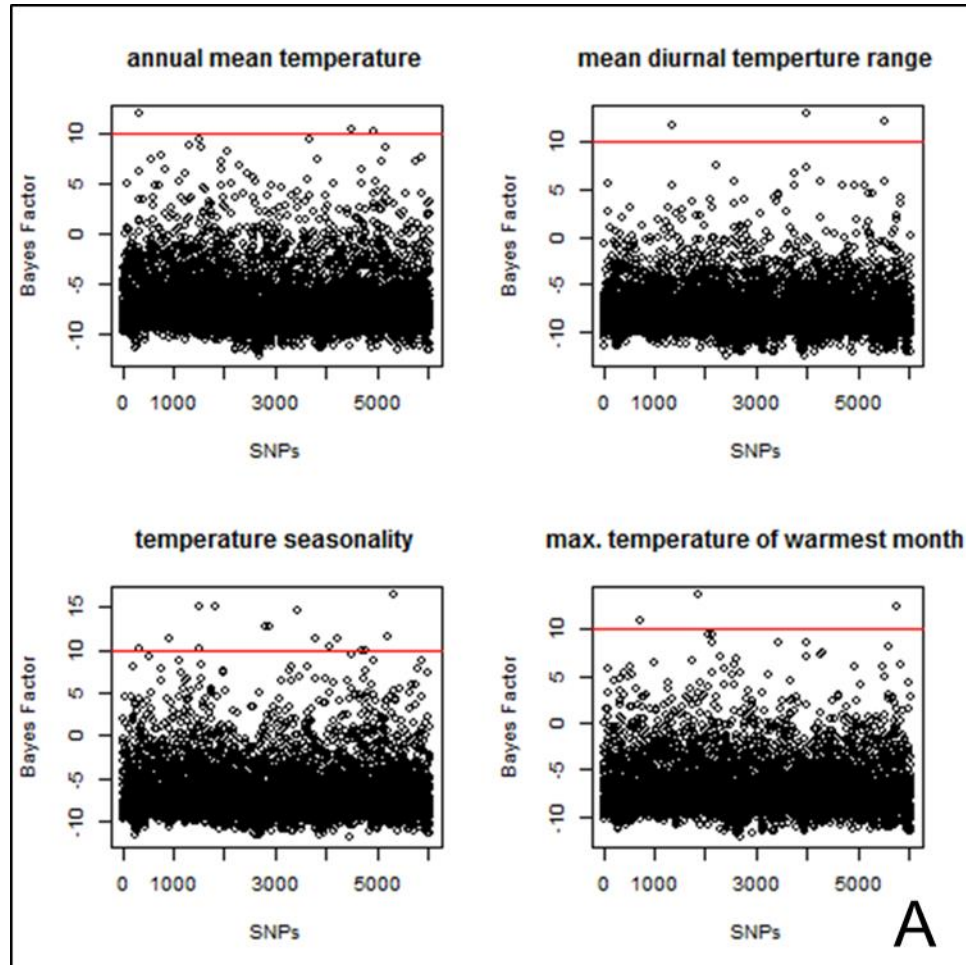 annual mean temperature
mean diurnal temperture range
Bayes Factor
10
5
0
-5
-10
0 1000 3000 5000
SNPs
Bayes Factor
10
5
0
-5
-10
0 1000 3000 5000
SNPs
temperature seasonality
max. temperature of warmest month
Bayes Factor
15
10
5
0
-5
-10
0 1000 3000 5000
SNPs
Bayes Factor
10
5
0
-5
-10
0 1000 3000 5000
SNPs
A